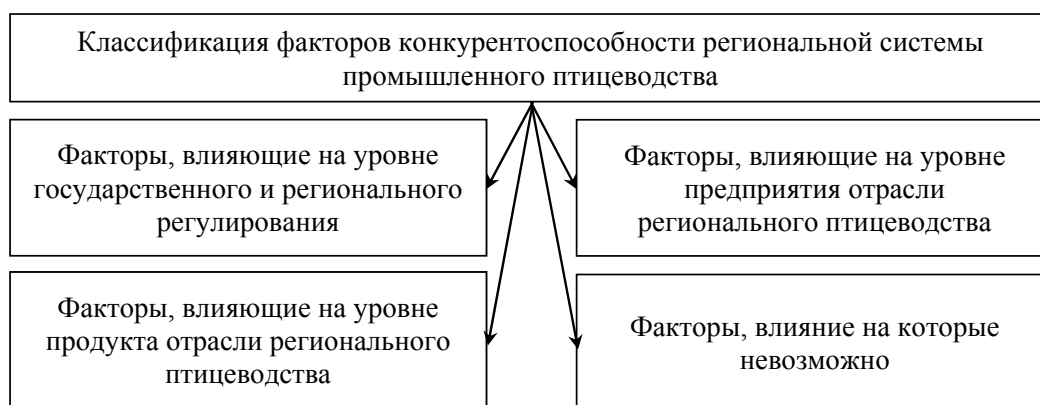 Классификация факторов конкурентоспособности региональной системы
промышленного птицеводства
Факторы, влияющие на уровне
государственного и регионального
регулирования
Факторы, влияющие на уровне
предприятия отрасли
регионального птицеводства
Факторы, влияющие на уровне
продукта отрасли регионального
птицеводства
Факторы, влияние на которые
невозможно